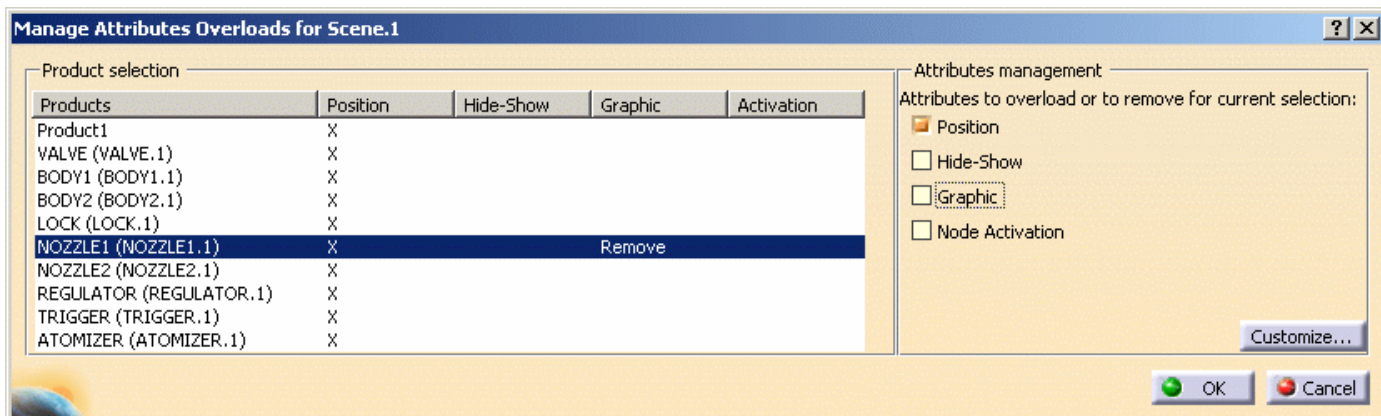 Manage Attributes Overloads for Scene.1
Product selection
Products Position Hide-Show Graphic Activation
Product1 X
VALVE (VALVE.1) X
BODY1 (BODY1.1) X
BODY2 (BODY2.1) X
LOCK (LOCK.1) X
NOZZLE1 (NOZZLE1.1) X Remove
NOZZLE2 (NOZZLE2.1) X
REGULATOR (REGULATOR.1) X
TRIGGER (TRIGGER.1) X
ATOMIZER (ATOMIZER.1) X
Attributes management
Attributes to overload or to remove for current selection:
Position
Hide-Show
Graphic
Node Activation
Customize...
OK Cancel